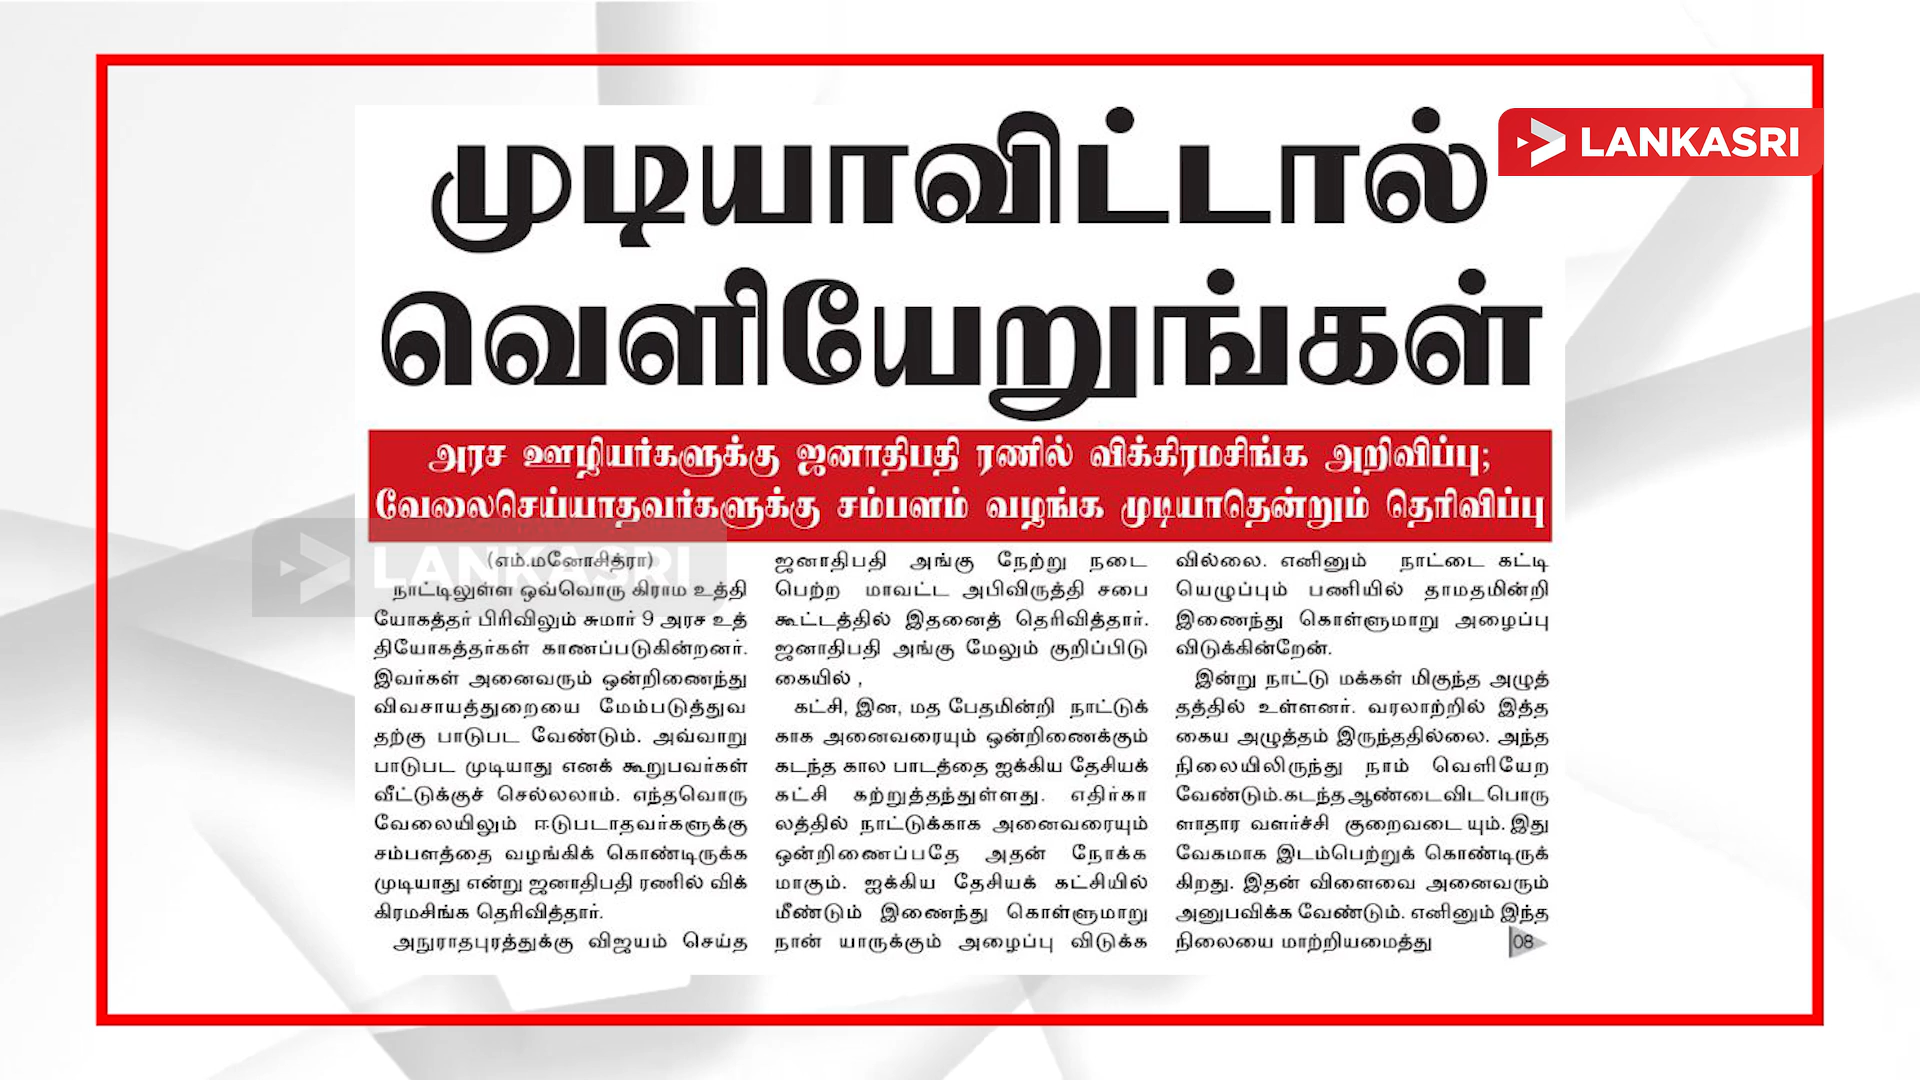 முடியாவிட்டால்
வெளியேறுங்கள்
LANKASRI
அரச ஊழியர்களுக்கு ஜனாதிபதி ரணில் விக்கிரமசிங்க அறிவிப்பு;
வேலைசெய்யாதவர்களுக்கு சம்பளம் வழங்க முடியாதென்றும் தெரிவிப்பு
(எம்.மனோசித்ரா)
LANKASRI
நாட்டிலுள்ள ஒவ்வொரு கிராம உத்தி
யோகத்தர் பிரிவிலும் சுமார் 9 அரச உத்
தியோகத்தர்கள் காணப்படுகின்றனர்.
இவர்கள் அனைவரும் ஒன்றிணைந்து
விவசாயத்துறையை மேம்படுத்துவ
தற்கு பாடுபட வேண்டும். அவ்வாறு
பாடுபட முடியாது எனக் கூறுபவர்கள்
வீட்டுக்குச் செல்லலாம். எந்தவொரு
வேலையிலும் ஈடுபடாதவர்களுக்கு
சம்பளத்தை வழங்கிக் கொண்டிருக்க
முடியாது என்று ஜனாதிபதி ரணில் விக்
கிரமசிங்க தெரிவித்தார்.
அநுராதபுரத்துக்கு விஜயம் செய்த
ஜனாதிபதி அங்கு நேற்று நடை
பெற்ற மாவட்ட அபிவிருத்தி சபை
கூட்டத்தில் இதனைத் தெரிவித்தார்.
ஜனாதிபதி அங்கு மேலும் குறிப்பிடு
கையில் ,
கட்சி, இன, மத பேதமின்றி நாட்டுக்
காக அனைவரையும் ஒன்றிணைக்கும்
கடந்த கால பாடத்தை ஐக்கிய தேசியக்
கட்சி கற்றுத்தந்துள்ளது. எதிர்கா
லத்தில் நாட்டுக்காக அனைவரையும்
ஒன்றிணைப்பதே அதன் நோக்க
மாகும். ஐக்கிய தேசியக் கட்சியில்
மீண்டும் இணைந்து கொள்ளுமாறு
நான் யாருக்கும் அழைப்பு விடுக்க
வில்லை. எனினும் நாட்டை கட்டி
யெழுப்பும் பணியில் தாமதமின்றி
இணைந்து கொள்ளுமாறு அழைப்பு
விடுக்கின்றேன்.
இன்று நாட்டு மக்கள் மிகுந்த அழுத்
தத்தில் உள்ளனர். வரலாற்றில் இத்த
கைய அழுத்தம் இருந்ததில்லை. அந்த
நிலையிலிருந்து நாம் வெளியேற
வேண்டும்.கடந்தஆண்டைவிடபொரு
ளாதார வளர்ச்சி குறைவடை யும். இது
வேகமாக இடம்பெற்றுக் கொண்டிருக்
கிறது. இதன் விளைவை அனைவரும்
அனுபவிக்க வேண்டும். எனினும் இந்த
நிலையை மாற்றியமைத்து 08